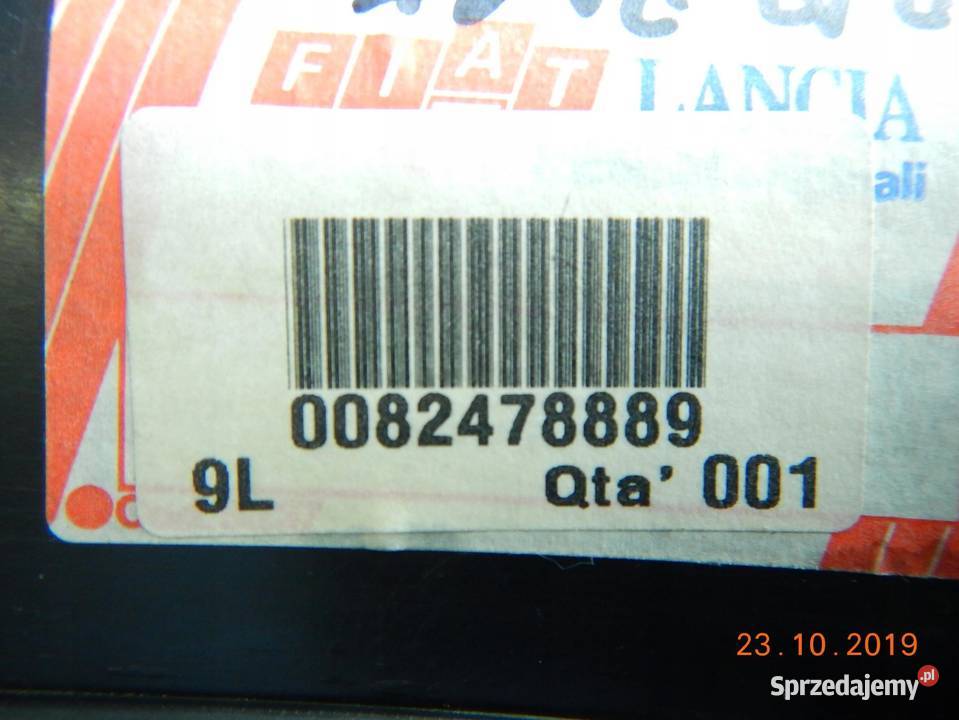 FIAT LANCIA
ali
0082478889
9L Qta' 001
23.10.2019
Sprzedajemy.pl